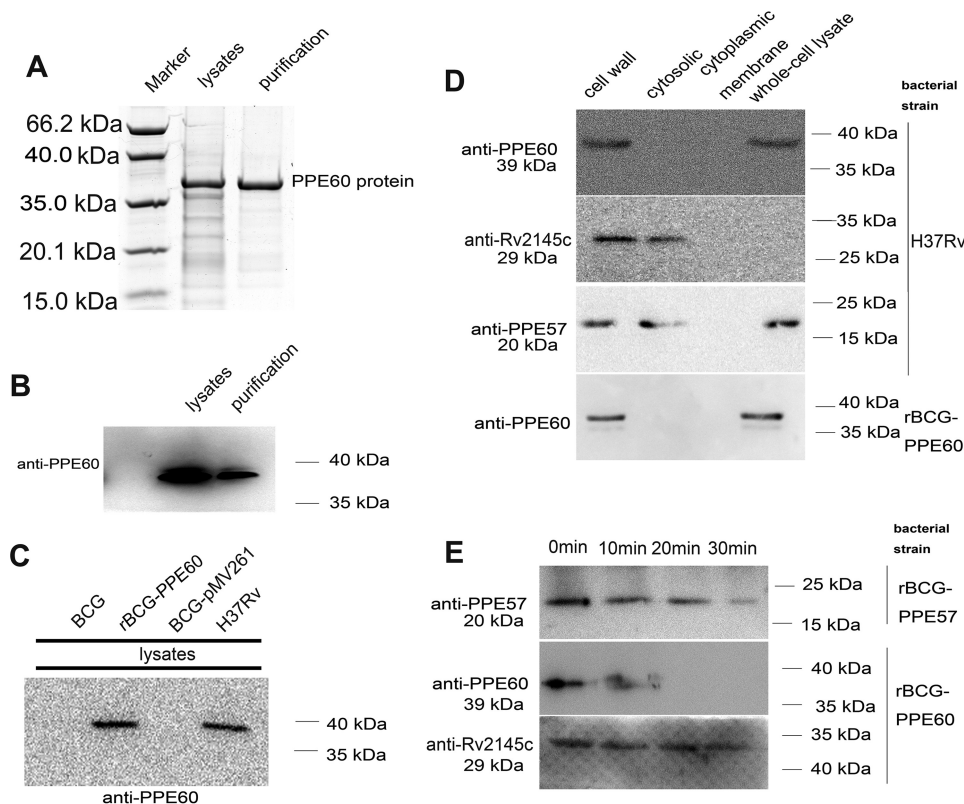 A
Marker
lysates
purification
66.2 kDa
40.0 kDa
35.0 kDa
20.1 kDa
15.0 kDa
PPE60 protein
B
lysates
purification
anti-PPE60
40 kDa
35 kDa
C
BCG
rBCG-PPE60
BCG-pMV261
H37Rv
lysates
40 kDa
35 kDa
anti-PPE60
D
cell wall
cytosolic
cytoplasmic
membrane
whole-cell lysate
bacterial
strain
anti-PPE60
39 kDa
40 kDa
35 kDa
anti-Rv2145c
29 kDa
35 kDa
25 kDa
H37Rv
anti-PPE57
20 kDa
25 kDa
15 kDa
anti-PPE60
40 kDa
35 kDa
rBCG-
PPE60
E
0min 10min 20min 30min
bacterial
strain
anti-PPE57
20 kDa
25 kDa
15 kDa
rBCG-
PPE57
anti-PPE60
39 kDa
40 kDa
35 kDa
rBCG-
PPE60
anti-Rv2145c
29 kDa
35 kDa
40 kDa